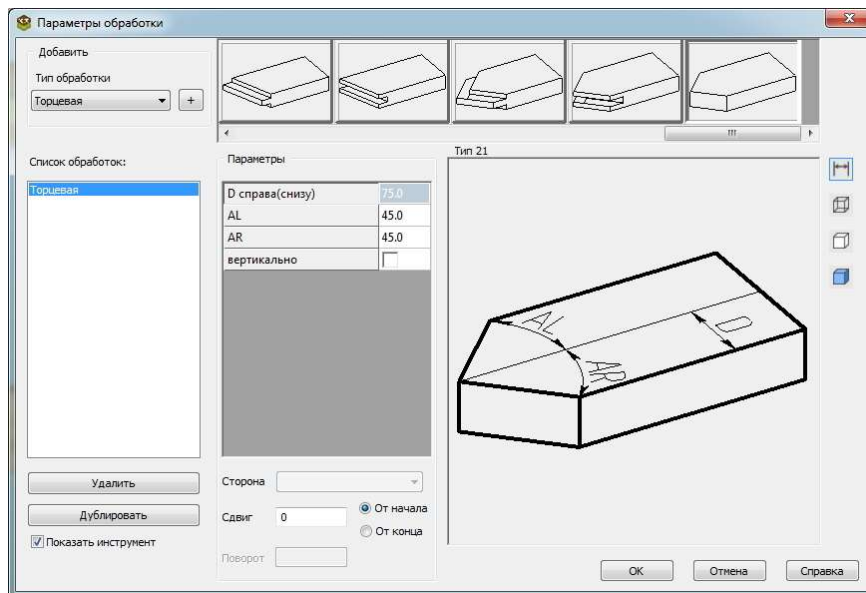 Параметры обработки
Добавить
Тип обработки
Торцевая
+
Список обработок:
Торцевая
Удалить
Дублировать
Показать инструмент
Параметры
D справа(снизу) 75.0
AL 45.0
AR 45.0
вертикально
Сторона
Сдвиг 0
От начала
От конца
Поворот
Тип 21
AL
AR
D
OK
Отмена
Справка